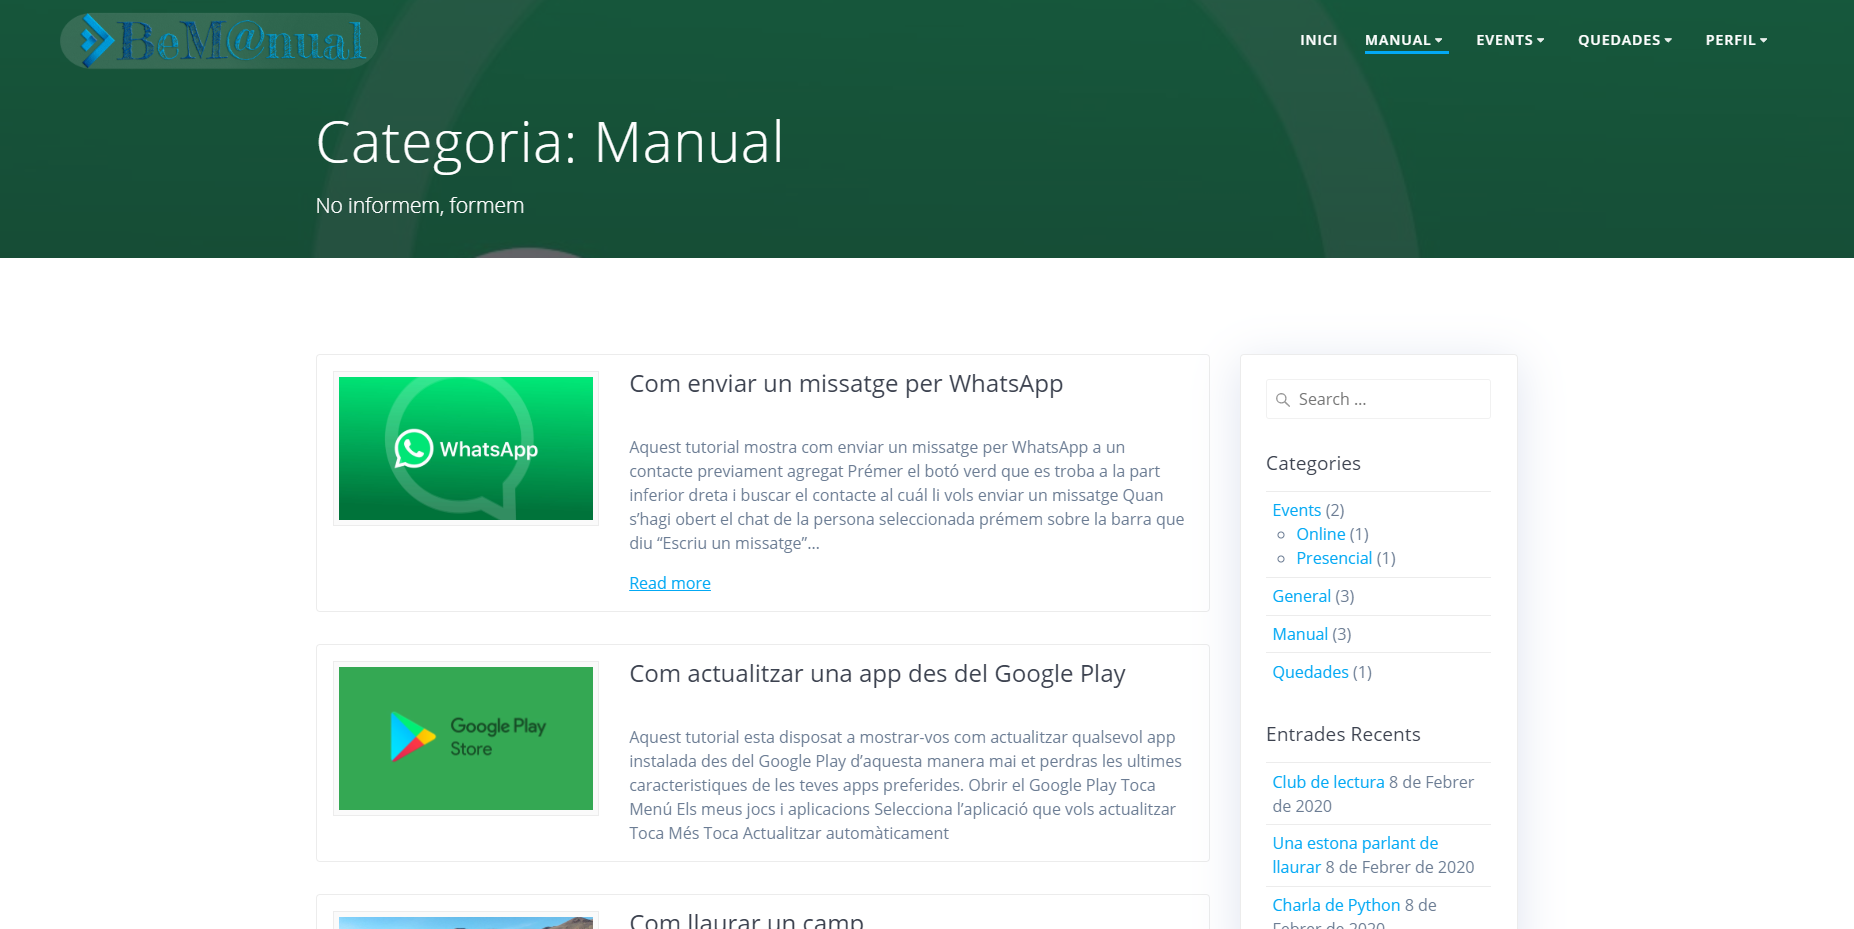 BeM@nual
INICI
MANUAL
EVENTS
QUEDADES
PERFIL
Categoria: Manual
No informem, formem
WhatsApp
Com enviar un missatge per WhatsApp
Aquest tutorial mostra com enviar un missatge per WhatsApp a un
contacte previament agregat Prémer el botó verd que es troba a la part
inferior dreta i buscar el contacte al cuál li vols enviar un missatge Quan
s’hagi obert el chat de la persona seleccionada prémem sobre la barra que
diu “Escriu un missatge”…
Read more
Google Play
Store
Com actualitzar una app des del Google Play
Aquest tutorial esta disposat a mostrar-vos com actualitzar qualsevol app
instalada des del Google Play d’aquesta manera mai et perdras les ultimes
caracteristiques de les teves apps preferides. Obrir el Google Play Toca
Menú Els meus jocs i aplicacions Selecciona l’aplicació que vols actualitzar
Toca Més Toca Actualitzar automàticament
Com llaurar un camp
Search …
Categories
Events (2)
Online (1)
Presencial (1)
General (3)
Manual (3)
Quedades (1)
Entrades Recents
Club de lectura 8 de Febrer
de 2020
Una estona parlant de
llaurar 8 de Febrer de 2020
Charla de Python 8 de
Febrer de 2020